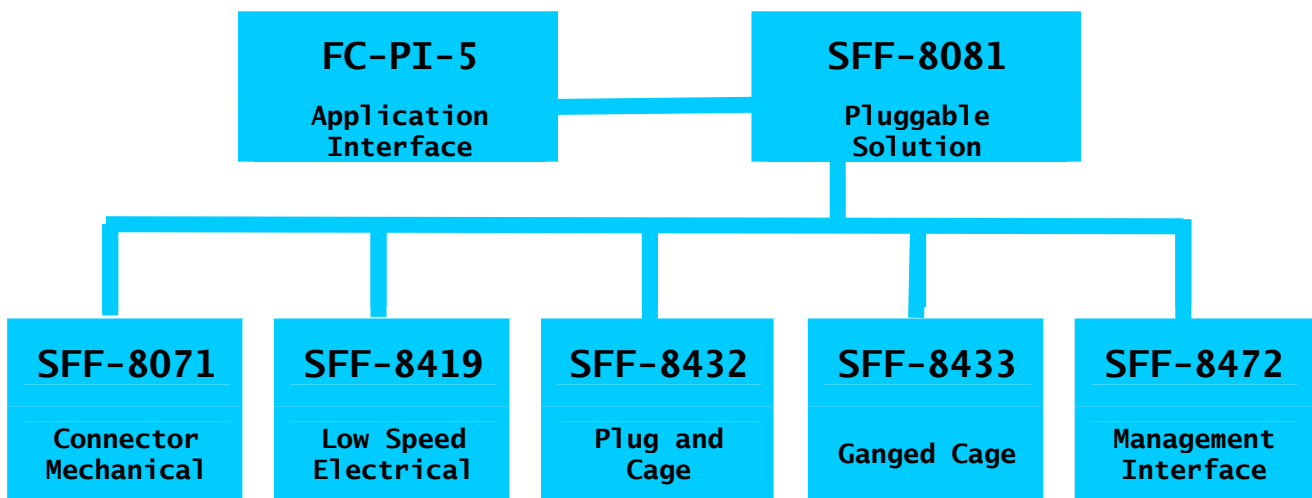 FC-PI-5
Application
Interface
SFF-8081
Pluggable
Solution
SFF-8071
Connector
Mechanical
SFF-8419
Low Speed
Electrical
SFF-8432
Plug and
Cage
SFF-8433
Ganged Cage
SFF-8472
Management
Interface